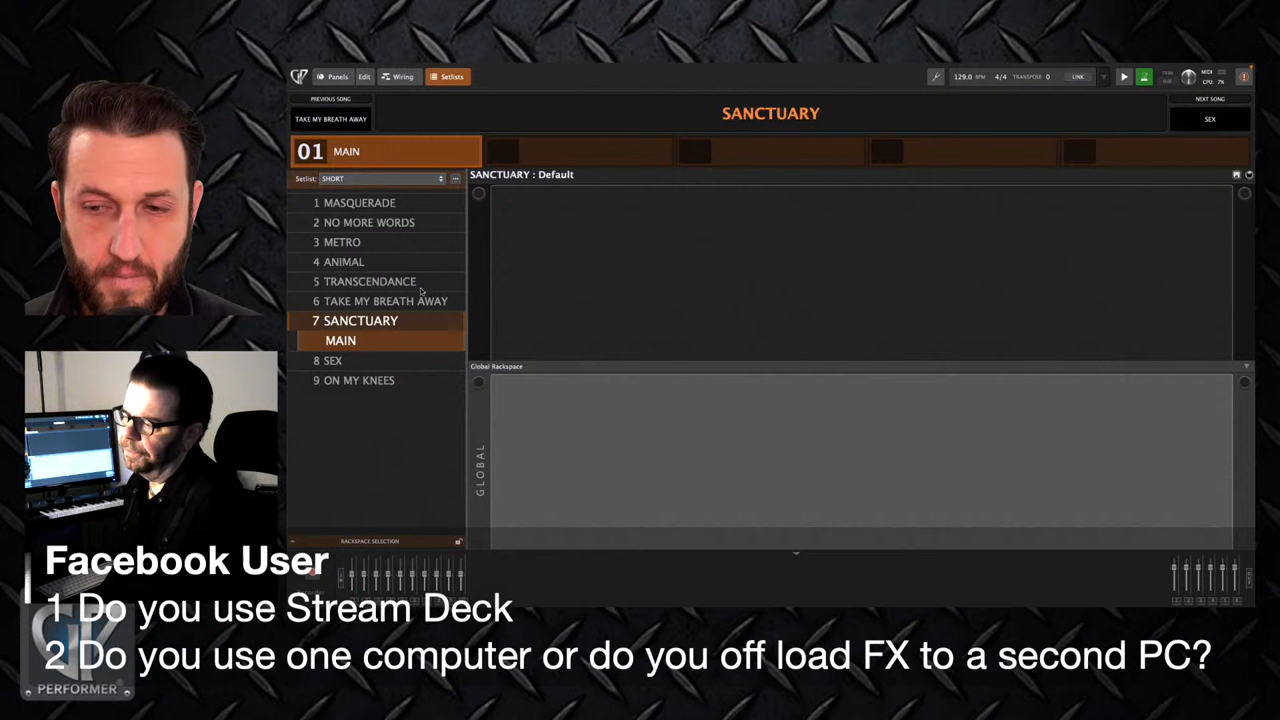 GP
Panels
Edit
Wiring
Setlists
129.0 BPM
4/4
TRANSPOSE 0
LINK
MIDI
CPU: 7%
PREVIOUS SONG
TAKE MY BREATH AWAY
SANCTUARY
NEXT SONG
SEX
01 MAIN
Setlist: SHORT
SANCTUARY : Default
1 MASQUERADE
2 NO MORE WORDS
3 METRO
4 ANIMAL
5 TRANSCENDANCE
6 TAKE MY BREATH AWAY
7 SANCTUARY
MAIN
8 SEX
9 ON MY KNEES
Global Rackspace
GLOBAL
RACKSPACE SELECTION
Facebook User
1 Do you use Stream Deck
2 Do you use one computer or do you off load FX to a second PC?
PERFORMER